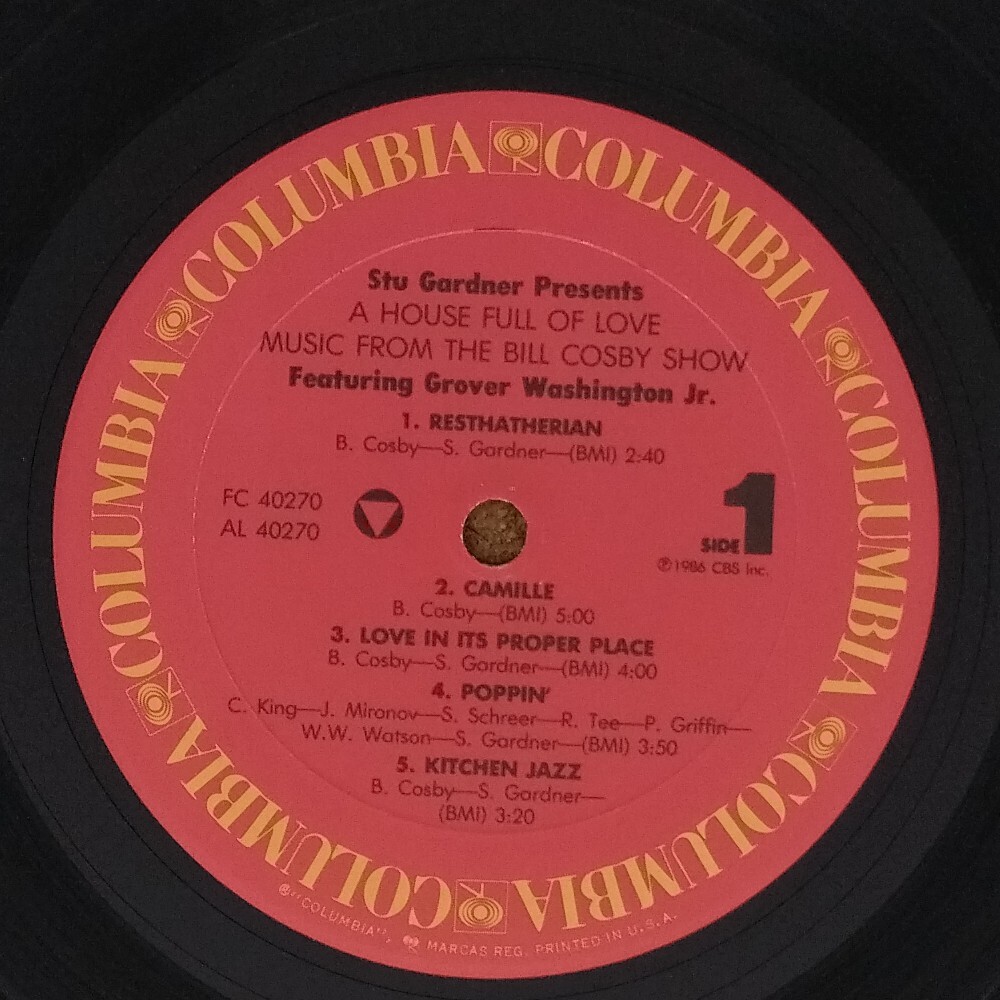 COLUMBIA COLUMBIA COLUMBIA COLUMBIA COLUMBIA COLUMBIA
Stu Gardner Presents
A HOUSE FULL OF LOVE
MUSIC FROM THE BILL COSBY SHOW
Featuring Grover Washington Jr.
1. RESTHATHERIAN
B. Cosby—S. Gardner—(BMI) 2:40
FC 40270
AL 40270
SIDE 1
℗1986 CBS Inc.
2. CAMILLE
B. Cosby—(BMI) 5:00
3. LOVE IN ITS PROPER PLACE
B. Cosby—S. Gardner—(BMI) 4:00
4. POPPIN'
C. King—J. Mironov—S. Schreer—R. Tee—P. Griffin—
W.W. Watson—S. Gardner—(BMI) 3:50
5. KITCHEN JAZZ
B. Cosby—S. Gardner—
(BMI) 3:20
®"COLUMBIA", MARCAS REG. PRINTED IN U.S.A.